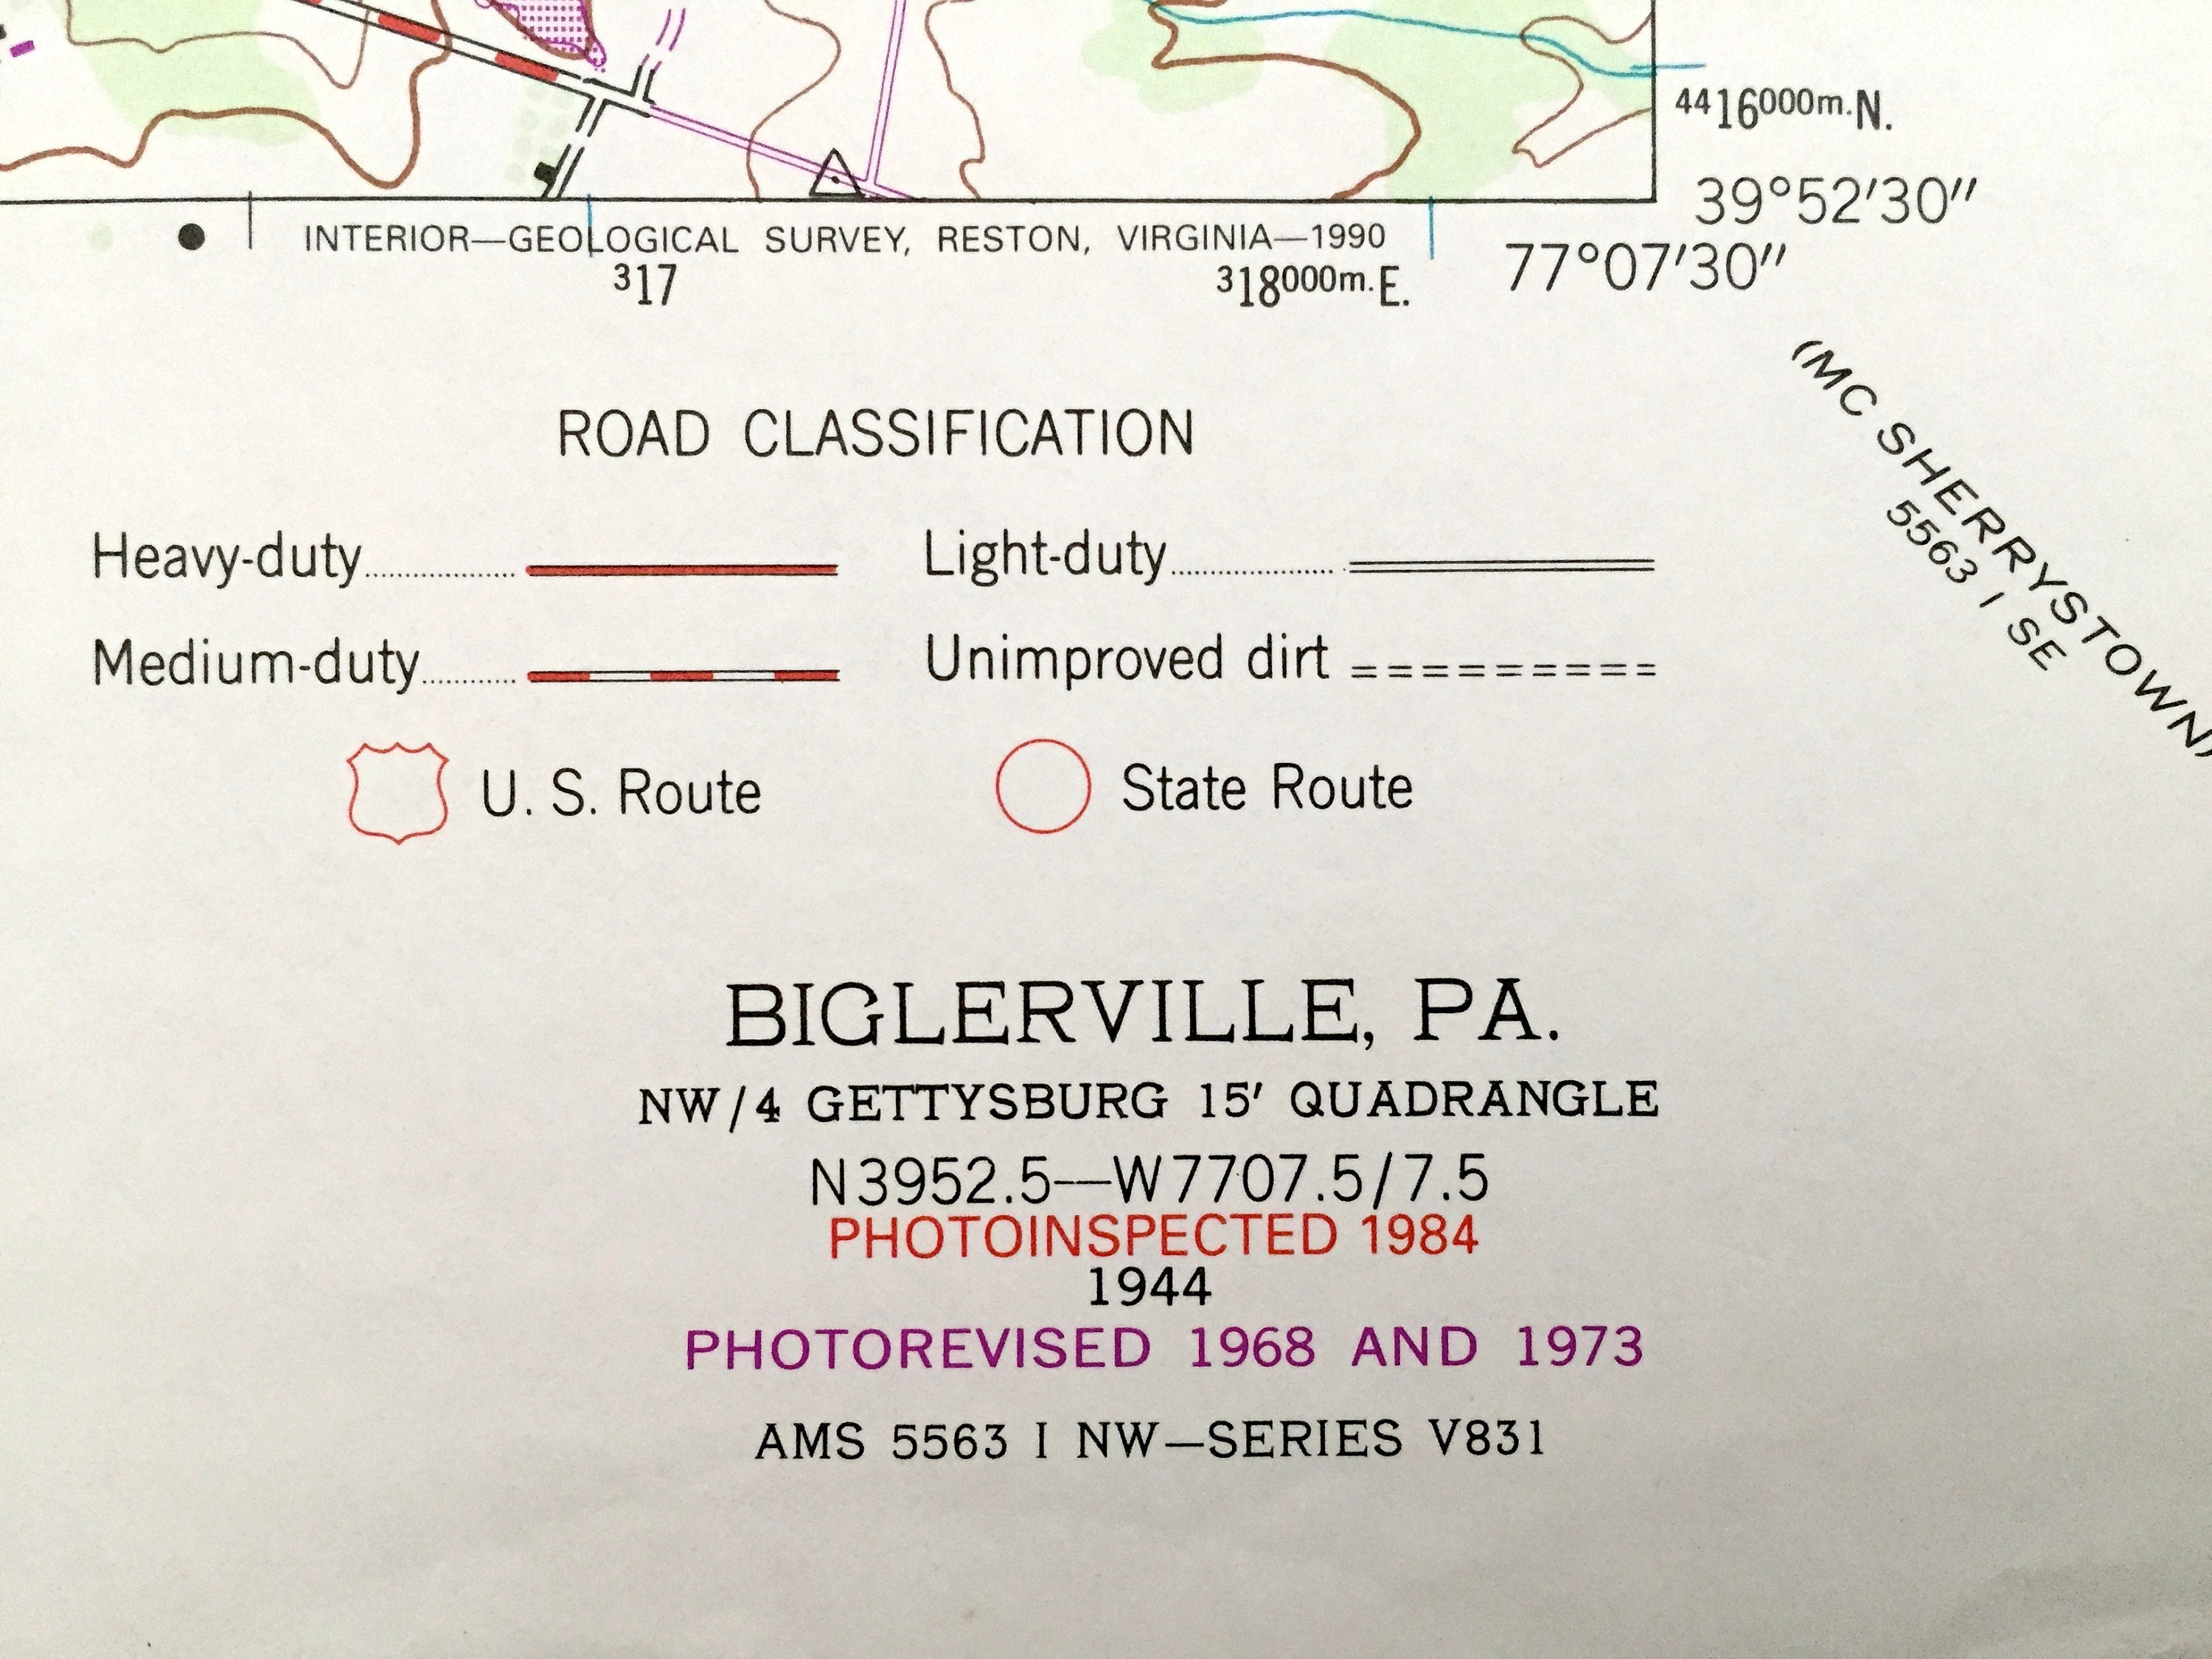 4416000m.N.
39°52'30"
INTERIOR—GEOLOGICAL SURVEY, RESTON, VIRGINIA—1990
77°07'30"
317
318000m.E.
(MC SHERRYSTOWN)
5563 I SE
ROAD CLASSIFICATION
Heavy-duty
Light-duty
Medium-duty
Unimproved dirt
U. S. Route
State Route
BIGLERVILLE, PA.
NW/4 GETTYSBURG 15' QUADRANGLE
N3952.5—W7707.5/7.5
PHOTOINSPECTED 1984
1944
PHOTOREVISED 1968 AND 1973
AMS 5563 I NW—SERIES V831